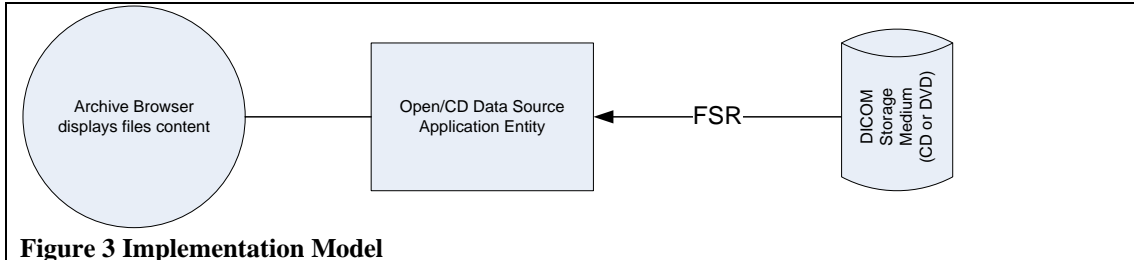 Archive Browser
displays files content
Open/CD Data Source
Application Entity
FSR
DICOM
Storage
Medium
(CD or DVD)
Figure 3 Implementation Model